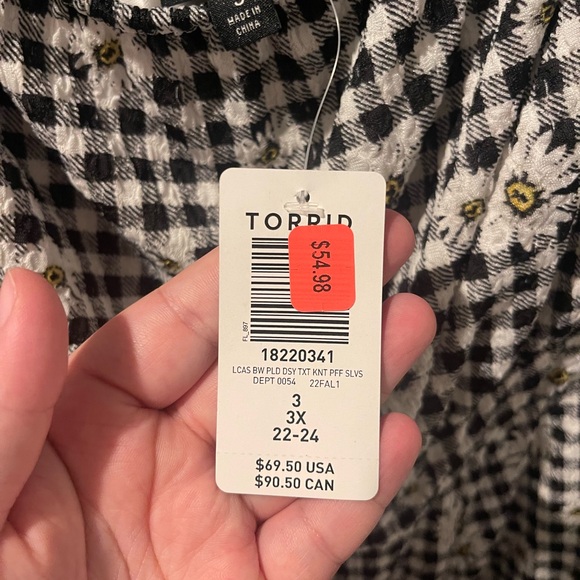 MADE IN
CHINA
TORRID
$54.98
FL_897
18220341
LCAS BW PLD DSY TXT KNT PFF SLVS
DEPT 0054 22FAL1
3
3X
22-24
$69.50 USA
$90.50 CAN